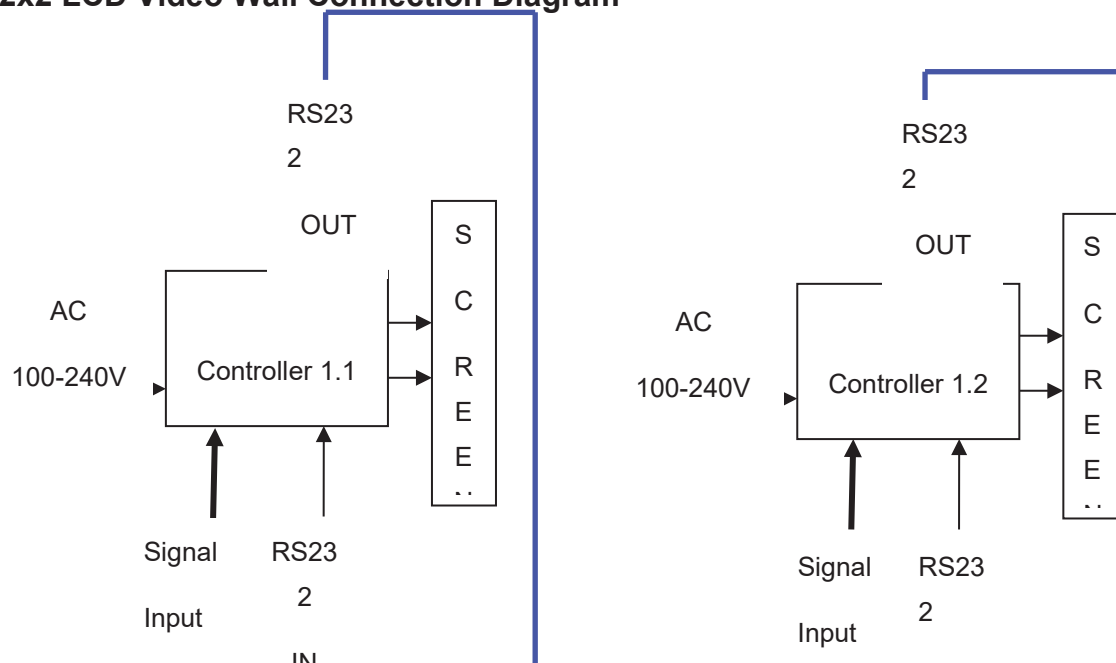 2x2 LCD Video Wall Connection Diagram
RS23
2
OUT
S
C
R
E
E
AC
100-240V
Controller 1.1
Signal
Input
RS23
2
IN
RS23
2
OUT
S
C
R
E
E
AC
100-240V
Controller 1.2
Signal
Input
RS23
2